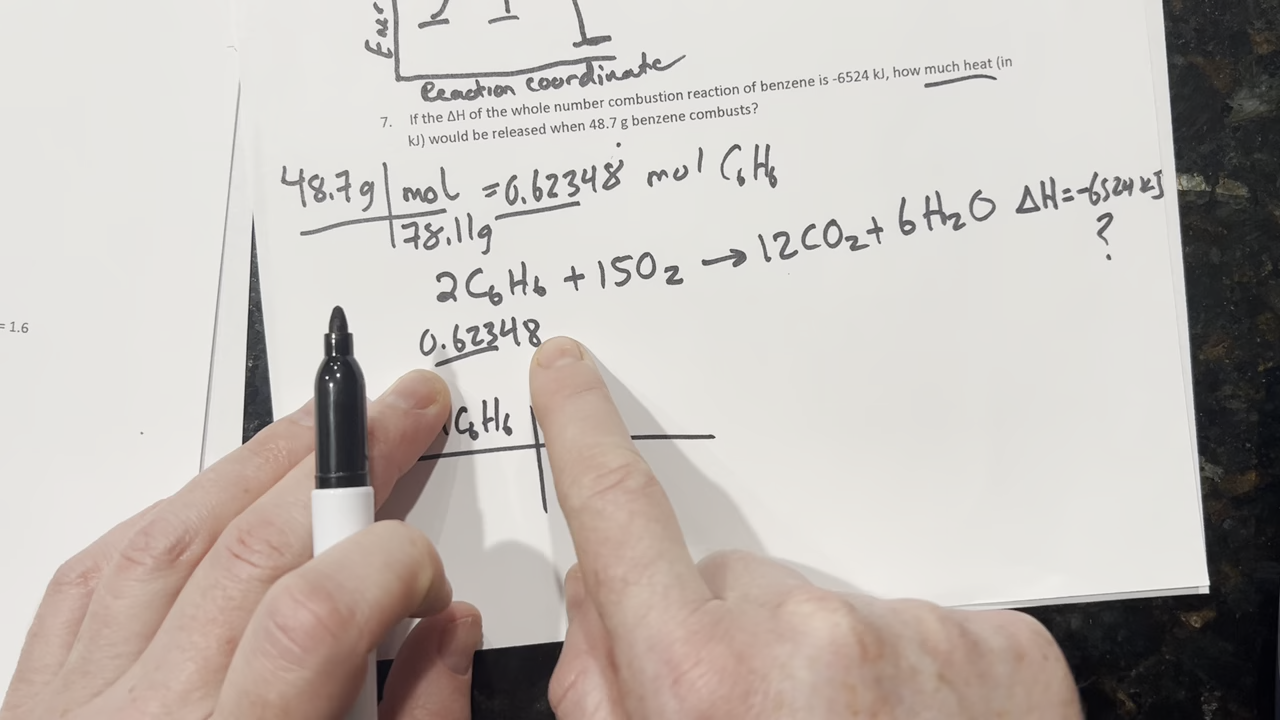 Reaction coordinate
7. If the ΔH of the whole number combustion reaction of benzene is -6524 kJ, how much heat (in
kJ) would be released when 48.7 g benzene combusts?
48.7g | mol = 0.62348 mol C₆H₆
78.11g
2C₆H₆ + 15O₂ → 12CO₂ + 6H₂O ΔH = -6524 kJ
?
= 1.6
0.62348
C₆H₆